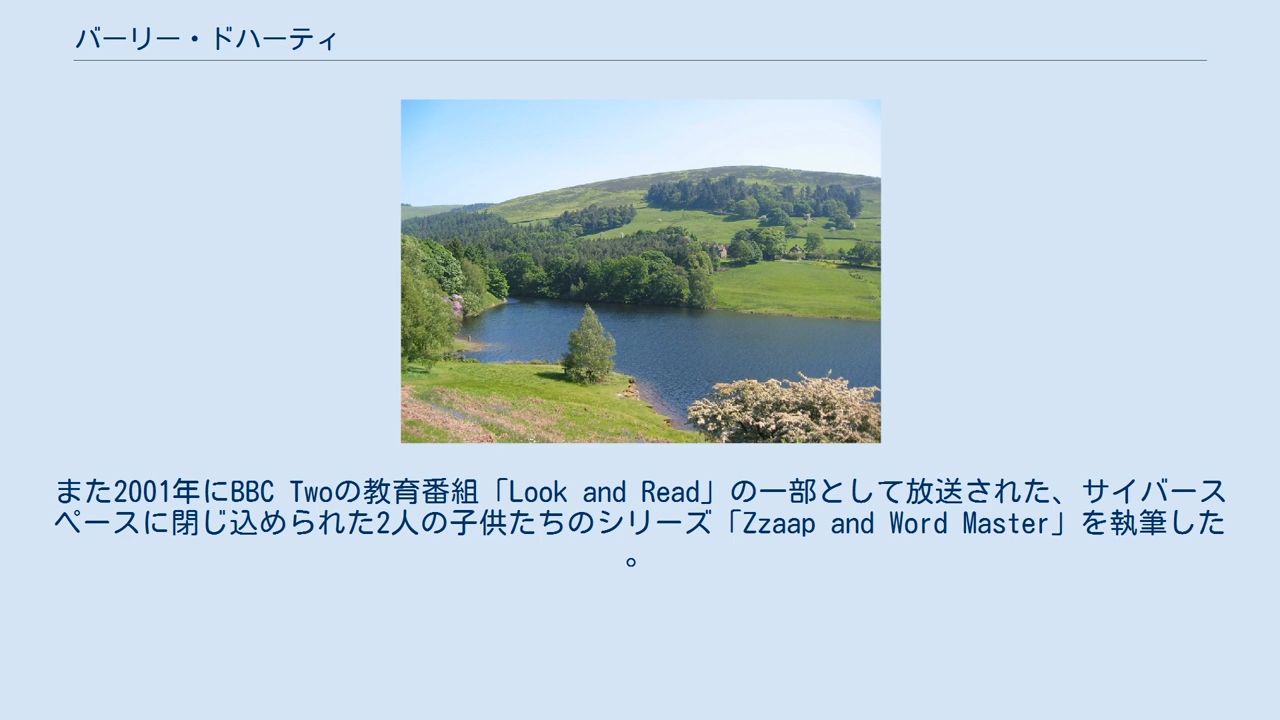 バーリー・ドハーティ
また2001年にBBC Twoの教育番組「Look and Read」の一部として放送された、サイバース
ペースに閉じ込められた2人の子供たちのシリーズ「Zzaap and Word Master」を執筆した
。